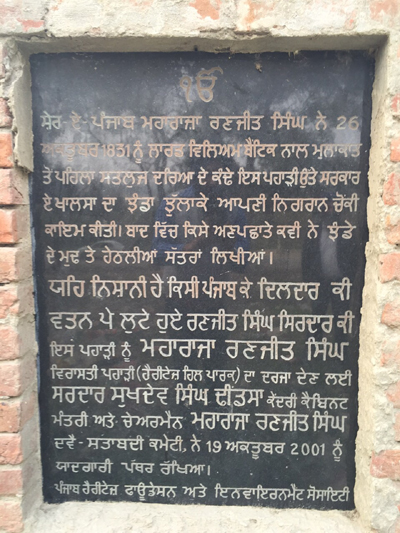 ੴ
ਸ਼ੇਰ ਏ ਪੰਜਾਬ ਮਹਾਰਾਜਾ ਰਣਜੀਤ ਸਿੰਘ ਨੇ 26
ਅਕਤੂਬਰ 1831 ਨੂੰ ਲਾਰਡ ਵਿਲਿਅਮ ਬੈਂਟਿਕ ਨਾਲ ਮੁਲਾਕਾਤ
ਤੋਂ ਪਹਿਲਾ ਸਤਲੁਜ ਦਰਿਆ ਦੇ ਕੰਢੇ ਇਸ ਪਹਾੜੀ ਉਤੇ ਸਰਕਾਰ
ਏ ਖਾਲਸਾ ਦਾ ਝੰਡਾ ਝੁੱਲਾਕੇ ਆਪਣੀ ਨਿਗਰਾਨ ਚੌਂਕੀ
ਕਾਇਮ ਕੀਤੀ। ਬਾਦ ਵਿੱਚ ਕਿਸੇ ਅਣਪਛਾਤੇ ਕਵੀ ਨੇ ਝੰਡੇ
ਦੇ ਮੁਢ ਤੇ ਹੇਠਲੀਆਂ ਸੱਤਰਾਂ ਲਿਖੀਆਂ।
ਯਹਿ ਨਿਸ਼ਾਨੀ ਹੈ ਕਿਸੀ ਪੰਜਾਬ ਕੇ ਦਿਲਦਾਰ ਕੀ
ਵਤਨ ਪੇ ਲੁਟੇ ਹੁਏ ਰਣਜੀਤ ਸਿੰਘ ਸਿਰਦਾਰ ਕੀ
ਇਸ ਪਹਾੜੀ ਨੂੰ ਮਹਾਰਾਜਾ ਰਣਜੀਤ ਸਿੰਘ
ਵਿਰਾਸਤੀ ਪਹਾੜੀ (ਹੈਰੀਟੇਜ਼ ਹਿਲ ਪਾਰਕ) ਦਾ ਦਰਜਾ ਦੇਣ ਲਈ
ਸਰਦਾਰ ਸੁਖਦੇਵ ਸਿੰਘ ਢੀਂਡਸਾ ਕੇਂਦਰੀ ਕੈਬਿਨਟ
ਮੰਤਰੀ ਅਤੇ ਚੇਅਰਮੈਨ ਮਹਾਰਾਜਾ ਰਣਜੀਤ ਸਿੰਘ
ਦਵੈ-ਸ਼ਤਾਬਦੀ ਕਮੇਟੀ, ਨੇ 19 ਅਕਤੂਬਰ 2001 ਨੂੰ
ਯਾਦਗਾਰੀ ਪੱਥਰ ਰੱਖਿਆ।
ਪੰਜਾਬ ਹੈਰੀਟੇਜ਼ ਫਾਊਂਡੇਸ਼ਨ ਅਤੇ ਇਨਵਾਇਰਨਮੈਂਟ ਸੋਸਾਇਟੀ